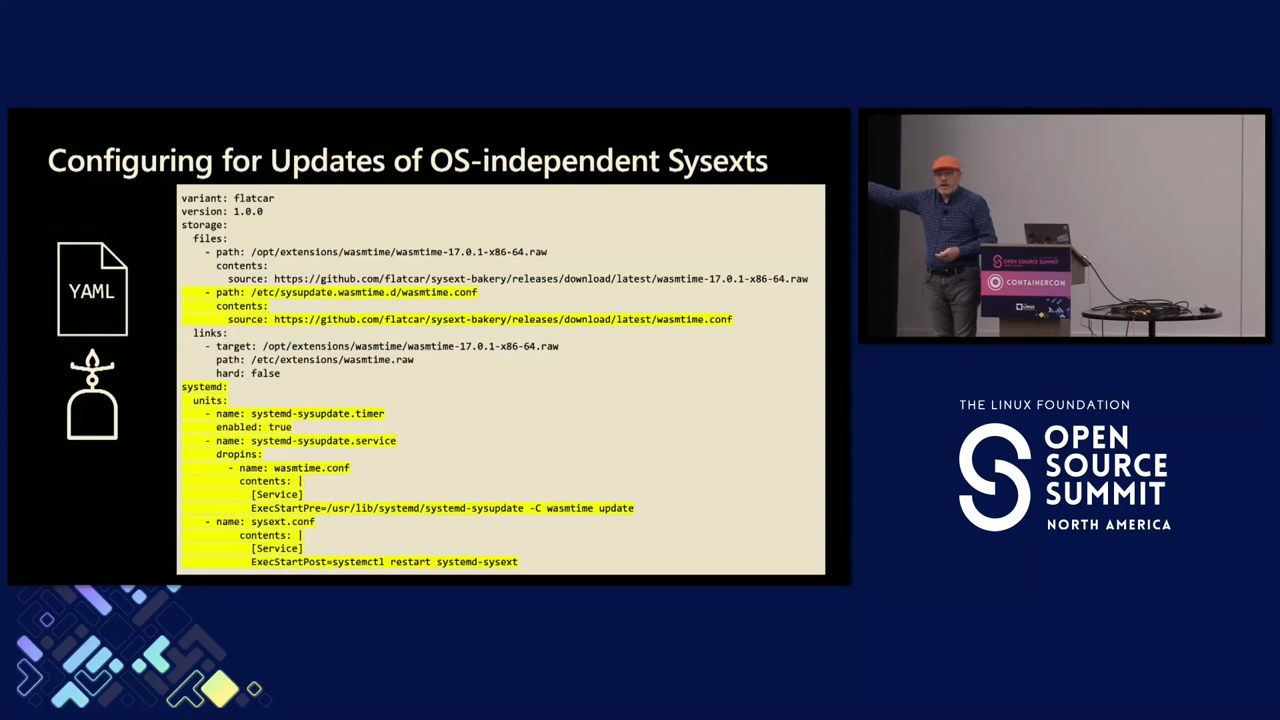 Configuring for Updates of OS-independent Sysexts
YAML
variant: flatcar
version: 1.0.0
storage:
  files:
    - path: /opt/extensions/wasmtime/wasmtime-17.0.1-x86-64.raw
      contents:
        source: https://github.com/flatcar/sysext-bakery/releases/download/latest/wasmtime-17.0.1-x86-64.raw
    - path: /etc/sysupdate.wasmtime.d/wasmtime.conf
      contents:
        source: https://github.com/flatcar/sysext-bakery/releases/download/latest/wasmtime.conf
  links:
    - target: /opt/extensions/wasmtime/wasmtime-17.0.1-x86-64.raw
      path: /etc/extensions/wasmtime.raw
      hard: false
systemd:
  units:
    - name: systemd-sysupdate.timer
      enabled: true
    - name: systemd-sysupdate.service
      dropins:
        - name: wasmtime.conf
          contents: |
            [Service]
            ExecStartPre=/usr/lib/systemd/systemd-sysupdate -C wasmtime update
    - name: sysext.conf
          contents: |
            [Service]
            ExecStartPost=systemctl restart systemd-sysext
OPEN SOURCE SUMMIT
CONTAINERCON
THE LINUX FOUNDATION
OPEN
SOURCE
SUMMIT
NORTH AMERICA